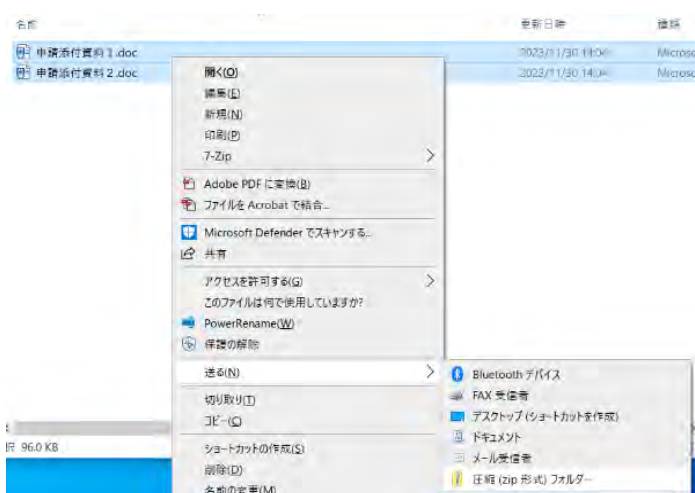 名前 更新日時 種類
申請添付資料1.doc 2023/11/30 14:04 Microso
申請添付資料2.doc 2023/11/30 14:04 Microso
開く(O)
編集(E)
新規(N)
印刷(P)
7-Zip
Adobe PDF に変換(B)
ファイルを Acrobat で結合...
Microsoft Defender でスキャンする...
共有
アクセスを許可する(G)
このファイルは何で使用していますか?
PowerRename(W)
保護の解除
送る(N)
切り取り(T)
コピー(C)
ショートカットの作成(S)
削除(D)
名前の変更(M)
Bluetooth デバイス
FAX 受信者
デスクトップ (ショートカットを作成)
ドキュメント
メール受信者
圧縮 (zip 形式) フォルダー
択 96.0 KB